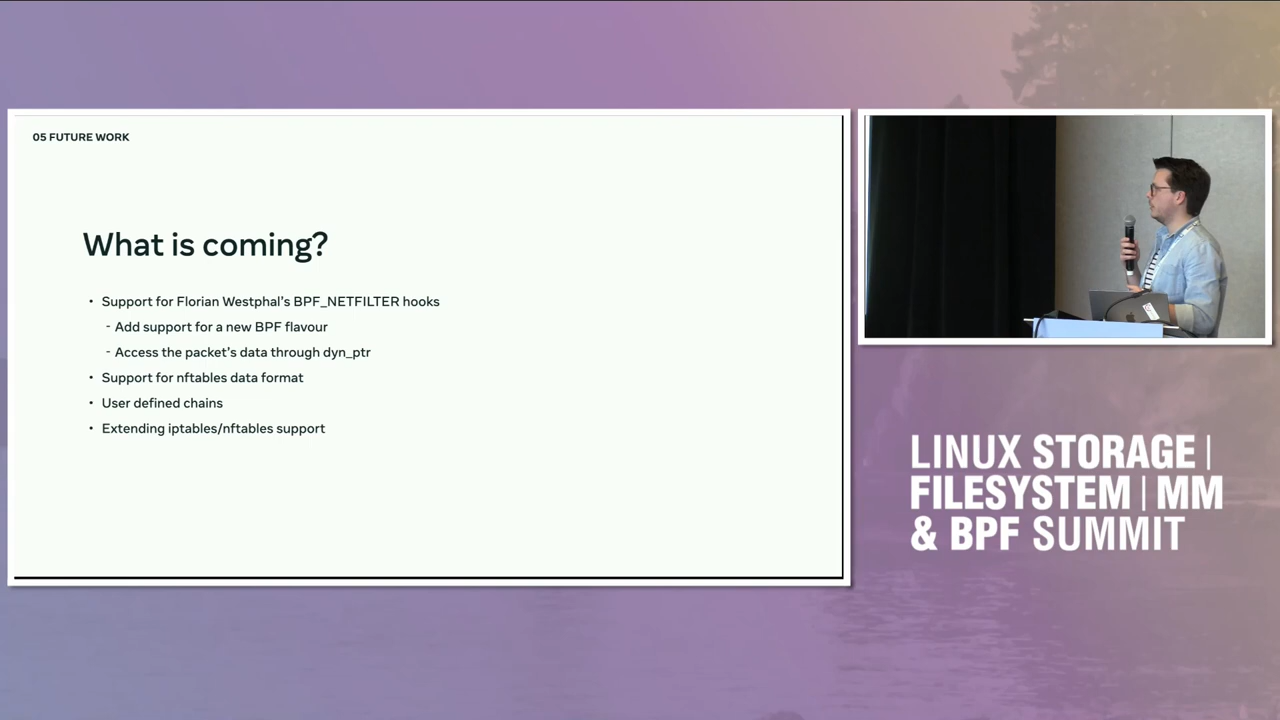 05 FUTURE WORK
What is coming?
• Support for Florian Westphal's BPF_NETFILTER hooks
- Add support for a new BPF flavour
- Access the packet's data through dyn_ptr
• Support for nftables data format
• User defined chains
• Extending iptables/nftables support
LINUX STORAGE |
FILESYSTEM | MM
& BPF SUMMIT